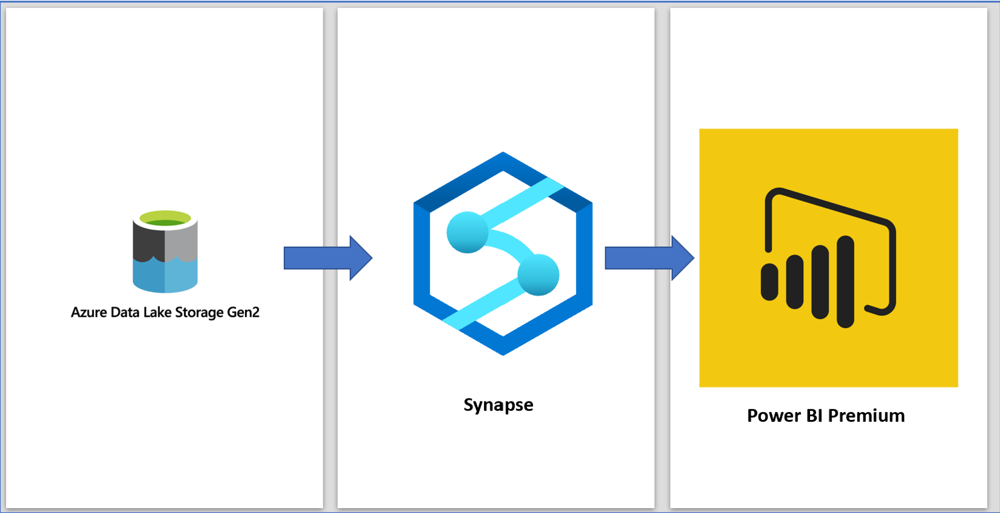 Azure Data Lake Storage Gen2
Synapse
Power BI Premium